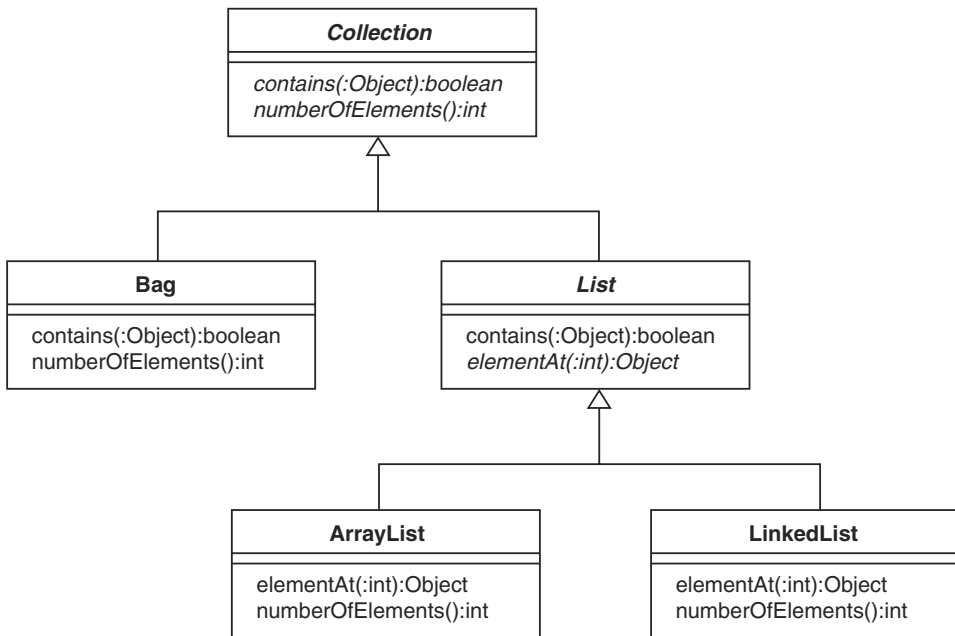 Collection
contains(:Object):boolean
numberOfElements():int
Bag
contains(:Object):boolean
numberOfElements():int
List
contains(:Object):boolean
elementAt(:int):Object
ArrayList
elementAt(:int):Object
numberOfElements():int
LinkedList
elementAt(:int):Object
numberOfElements():int